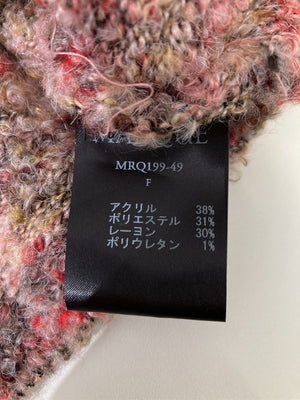 MRQ199-49
F
アクリル 38%
ポリエステル 31%
レーヨン 30%
ポリウレタン 1%